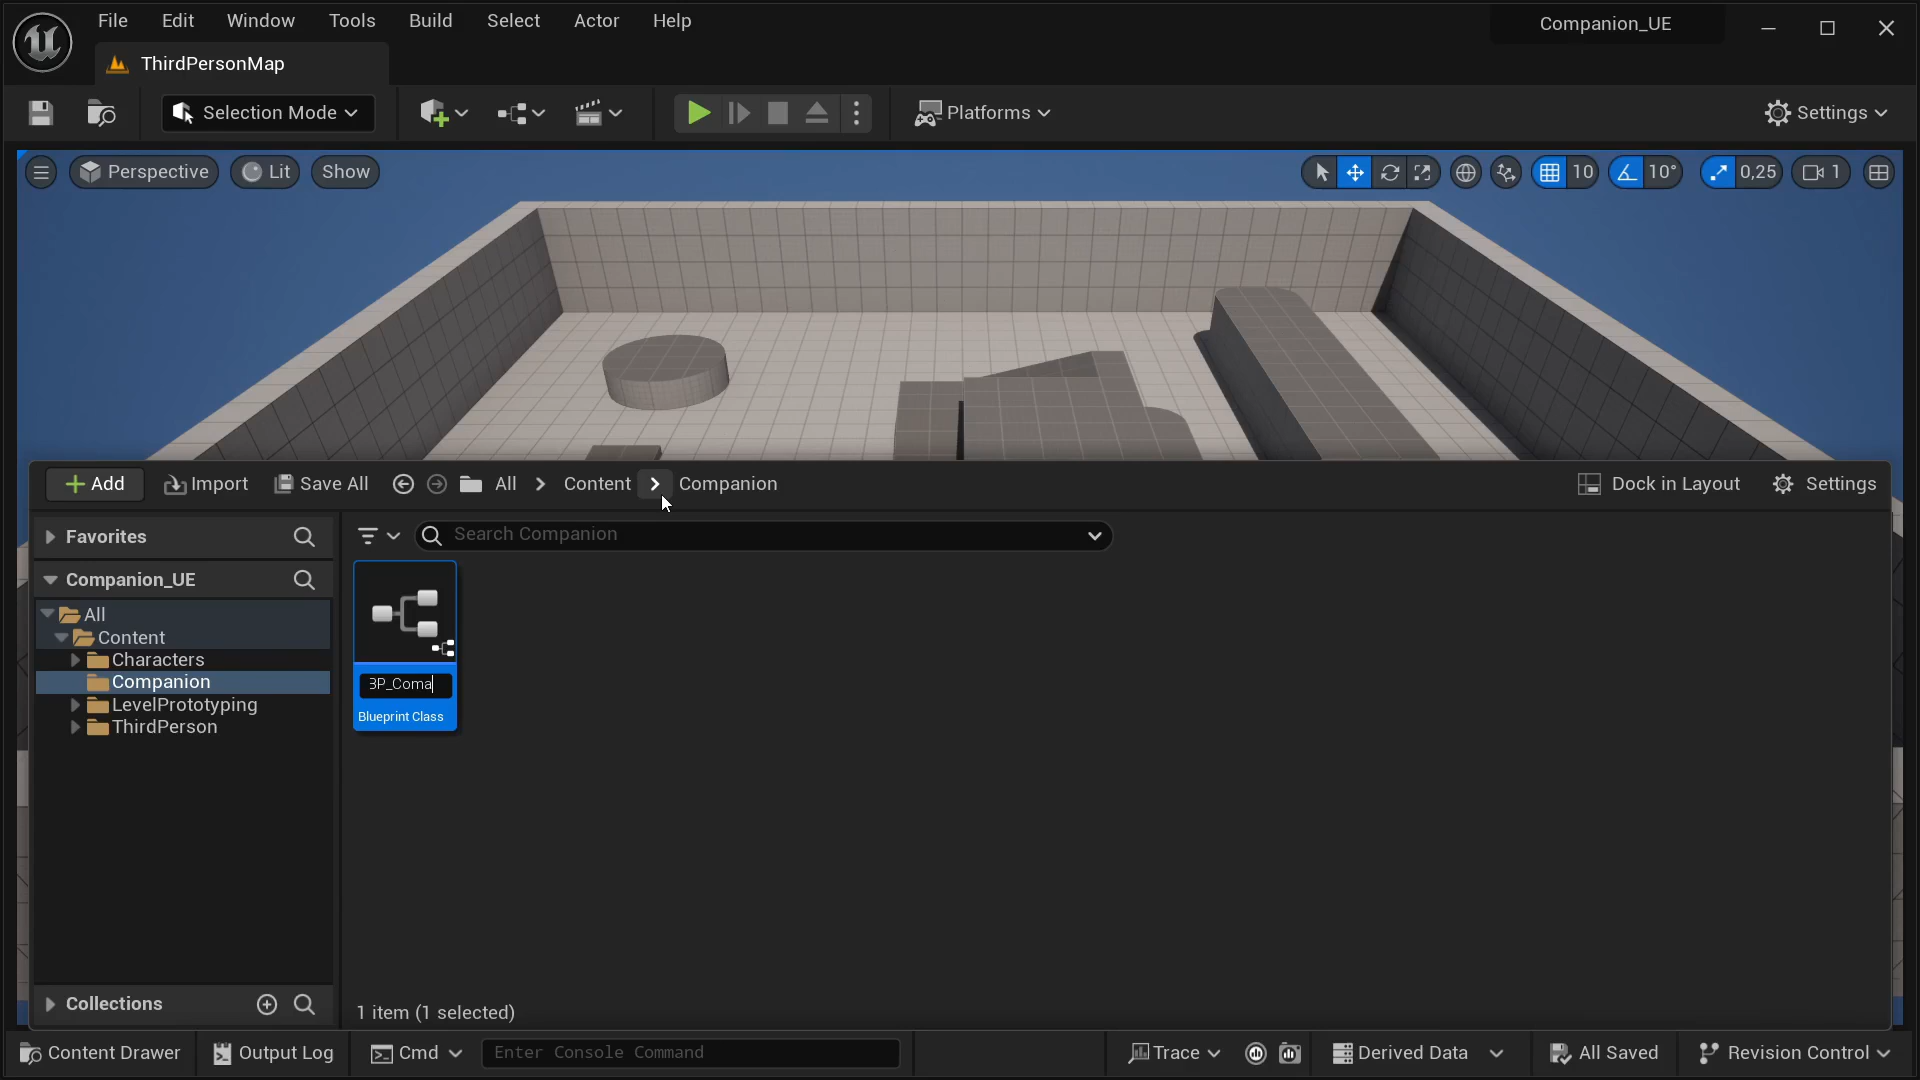 File Edit Window Tools Build Select Actor Help Companion_UE
ThirdPersonMap
Selection Mode Platforms Settings
Perspective Lit Show 10 10° 0,25 1
Add Import Save All All Content Companion Dock in Layout Settings
Favorites Search Companion
Companion_UE
All
Content
Characters
Companion BP_Coma
LevelPrototyping Blueprint Class
ThirdPerson
Collections 1 item (1 selected)
Content Drawer Output Log Cmd Enter Console Command Trace Derived Data All Saved Revision Control